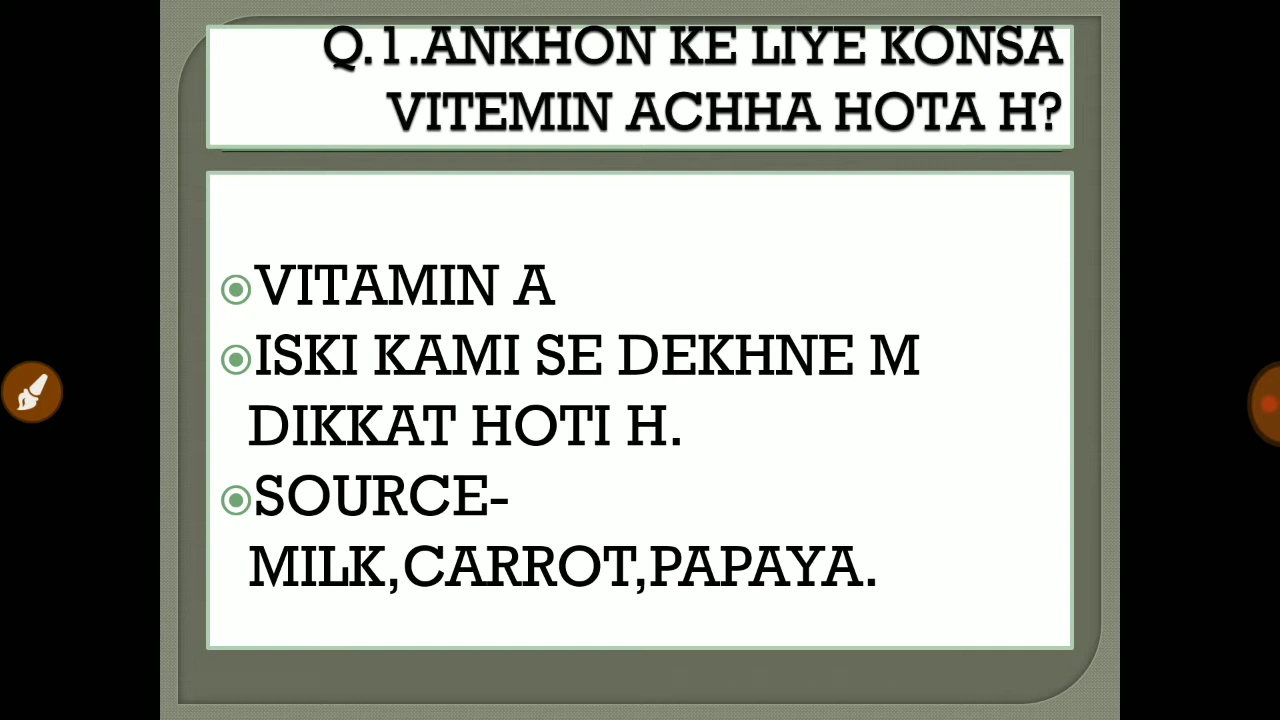 Q.1.ANKHON KE LIYE KONSA
VITEMIN ACHHA HOTA H?
VITAMIN A
ISKI KAMI SE DEKHNE M
DIKKAT HOTI H.
SOURCE-
MILK,CARROT,PAPAYA.